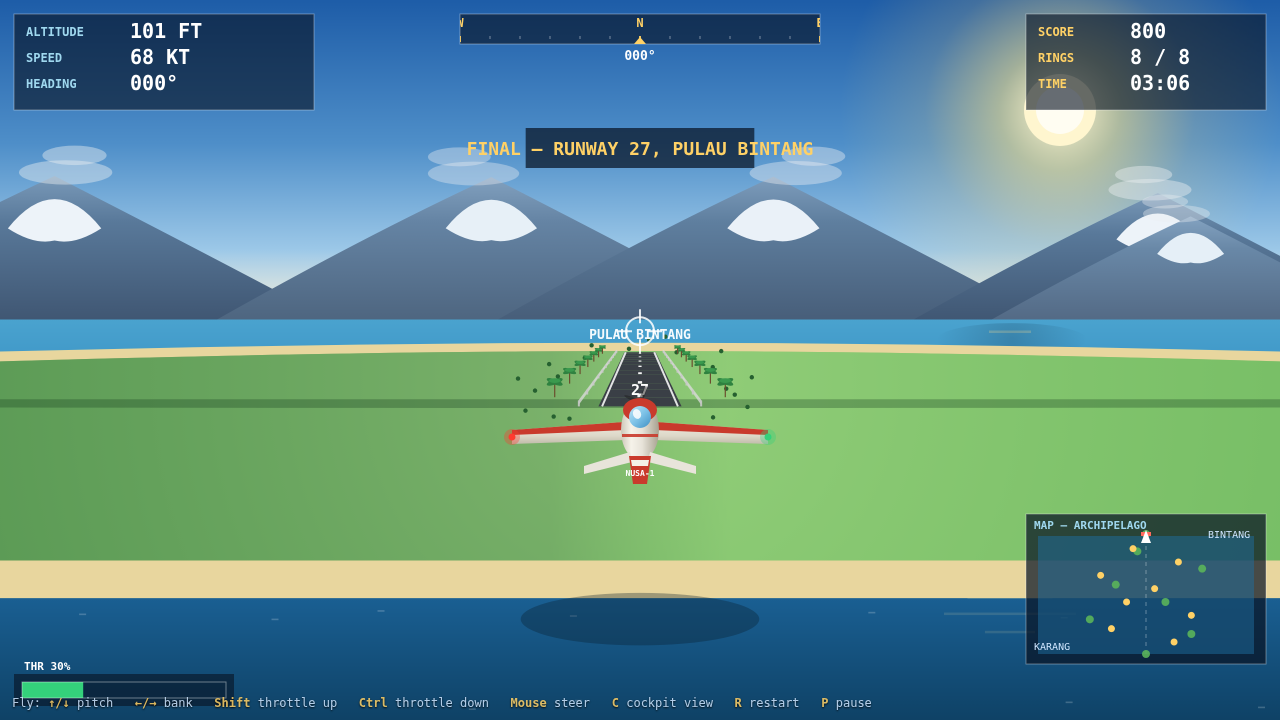 ALTITUDE 101 FT
SPEED 68 KT
HEADING 000°
W N E
000°
SCORE 800
RINGS 8 / 8
TIME 03:06
FINAL — RUNWAY 27, PULAU BINTANG
PULAU BINTANG
27
NUSA-1
MAP — ARCHIPELAGO
BINTANG
KARANG
THR 30%
Fly: ↑/↓ pitch ←/→ bank Shift throttle up Ctrl throttle down Mouse steer C cockpit view R restart P pause